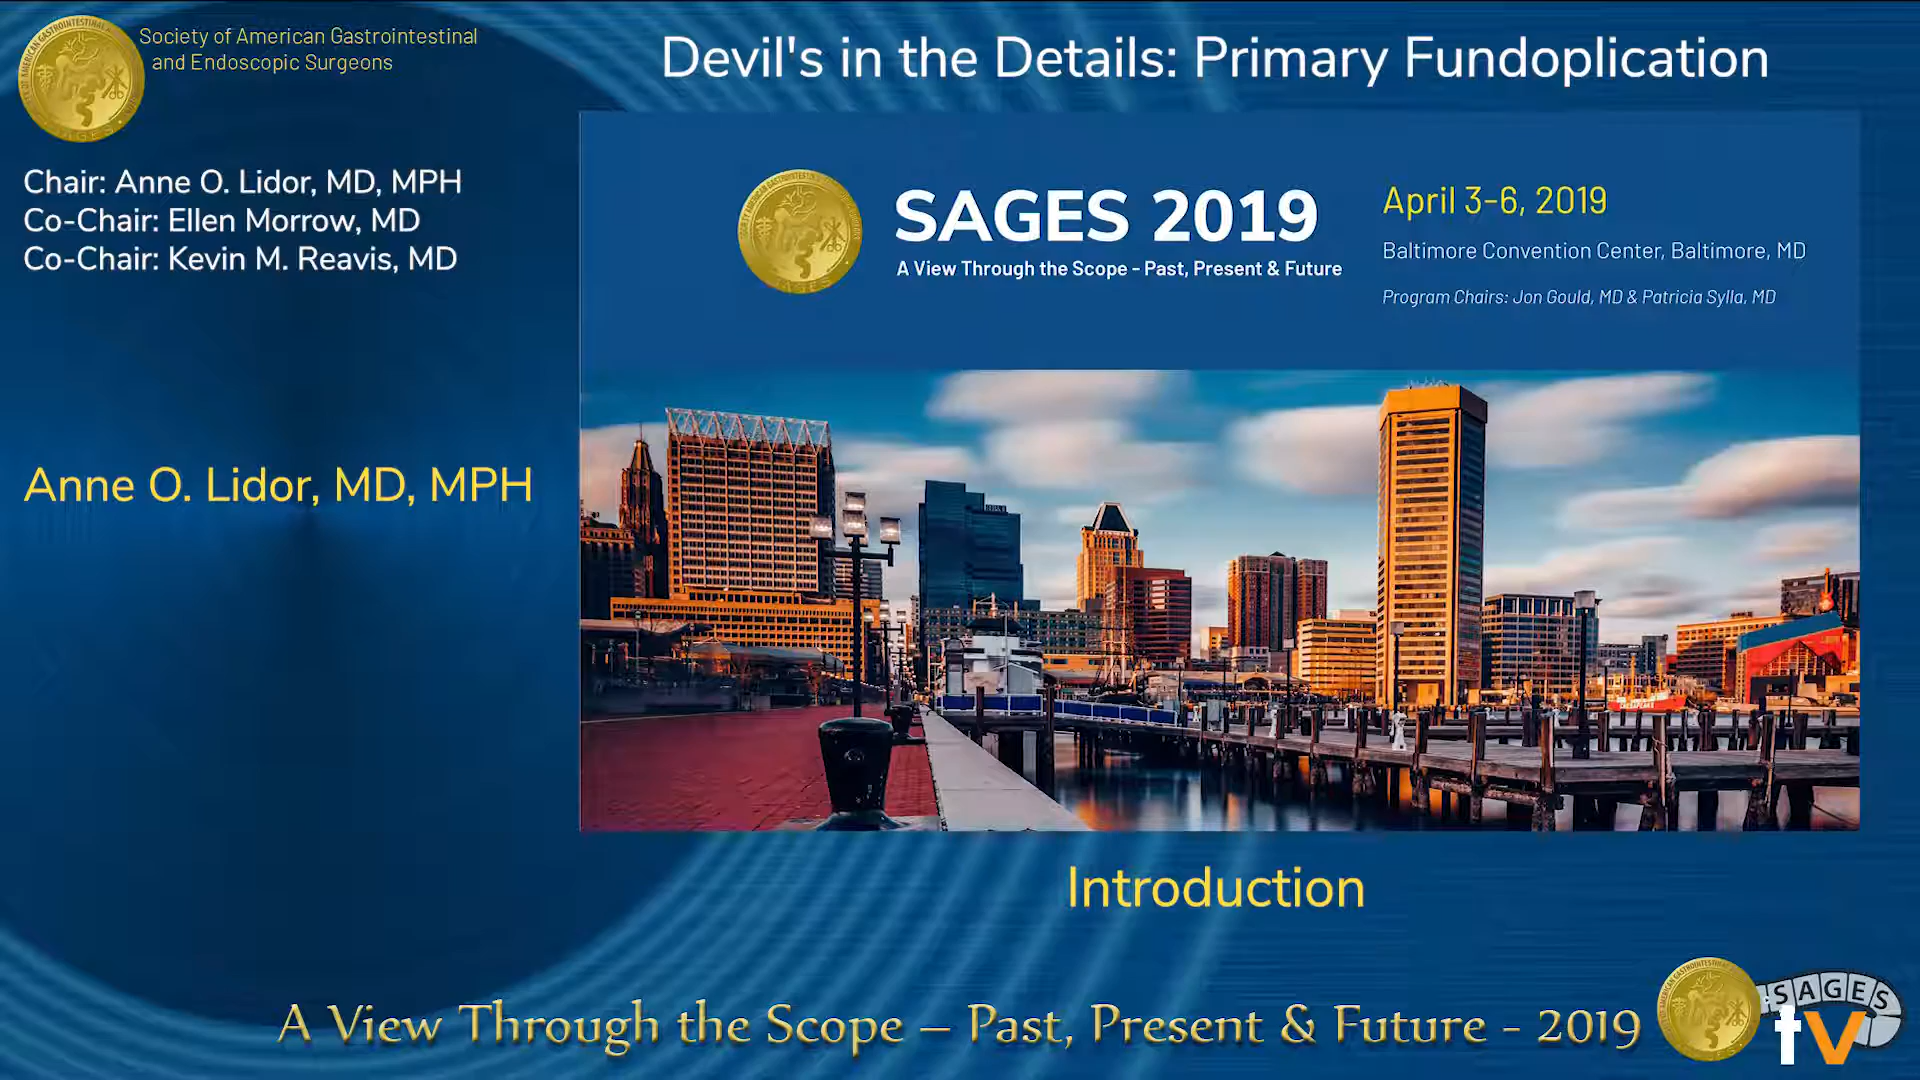 Society of American Gastrointestinal
and Endoscopic Surgeons
Devil's in the Details: Primary Fundoplication
Chair: Anne O. Lidor, MD, MPH
Co-Chair: Ellen Morrow, MD
Co-Chair: Kevin M. Reavis, MD
SAGES 2019
A View Through the Scope - Past, Present & Future
April 3-6, 2019
Baltimore Convention Center, Baltimore, MD
Program Chairs: Jon Gould, MD & Patricia Sylla, MD
Anne O. Lidor, MD, MPH
Introduction
A View Through the Scope – Past, Present & Future - 2019
SAGES
tv